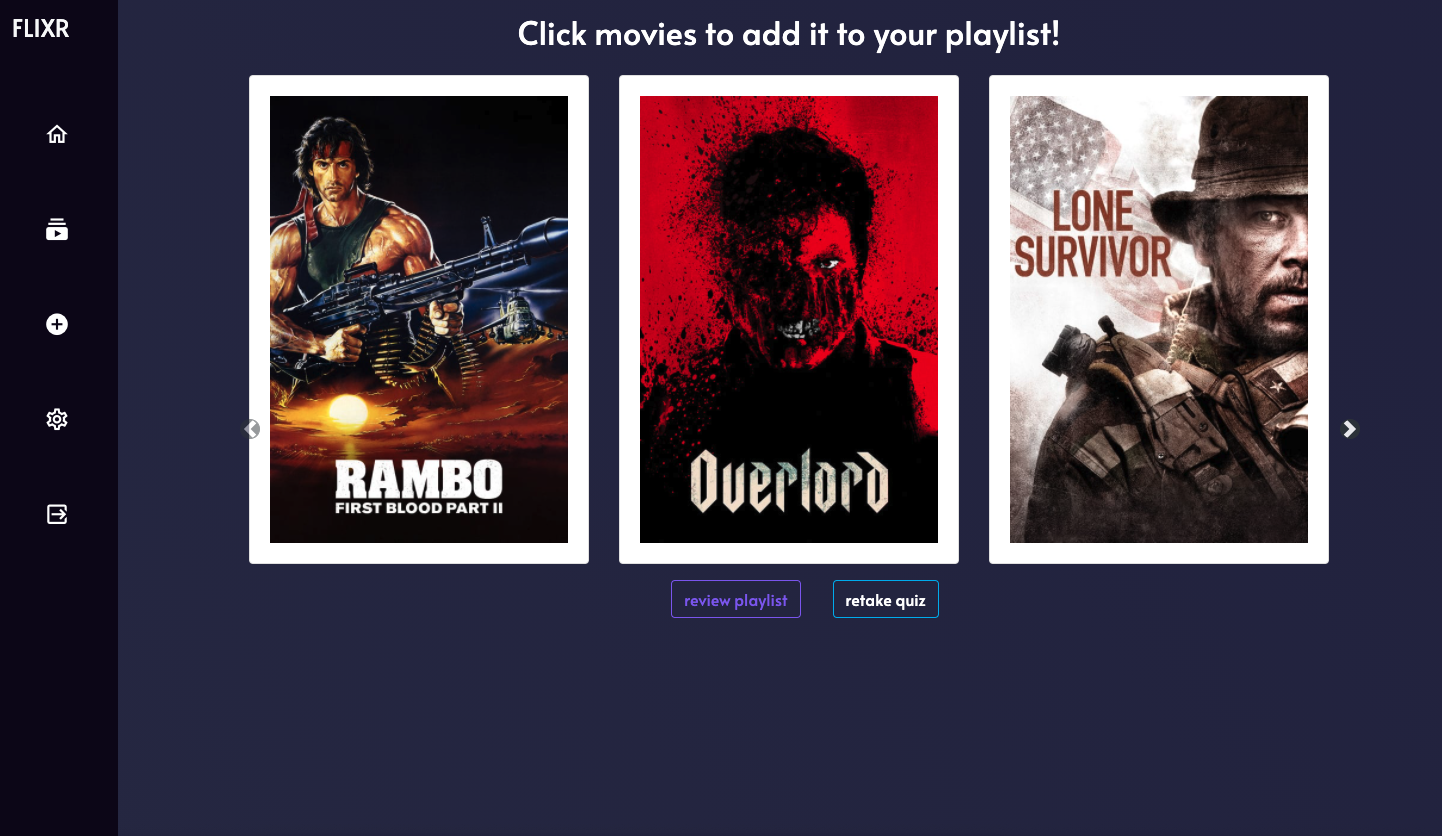 FLIXR
Click movies to add it to your playlist!
RAMBO
FIRST BLOOD PART II
Overlord
LONE
SURVIVOR
review playlist
retake quiz